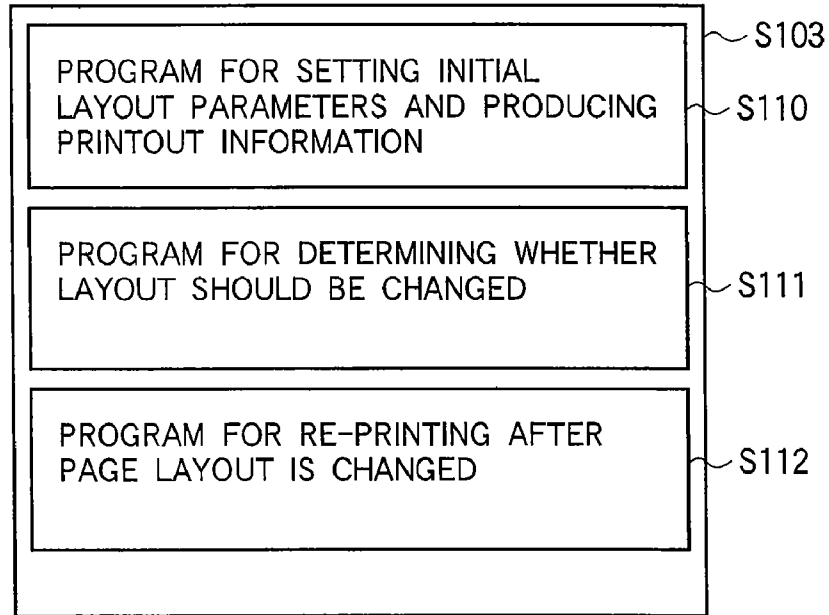 S103
PROGRAM FOR SETTING INITIAL
LAYOUT PARAMETERS AND PRODUCING
PRINTOUT INFORMATION
S110
PROGRAM FOR DETERMINING WHETHER
LAYOUT SHOULD BE CHANGED
S111
PROGRAM FOR RE-PRINTING AFTER
PAGE LAYOUT IS CHANGED
S112